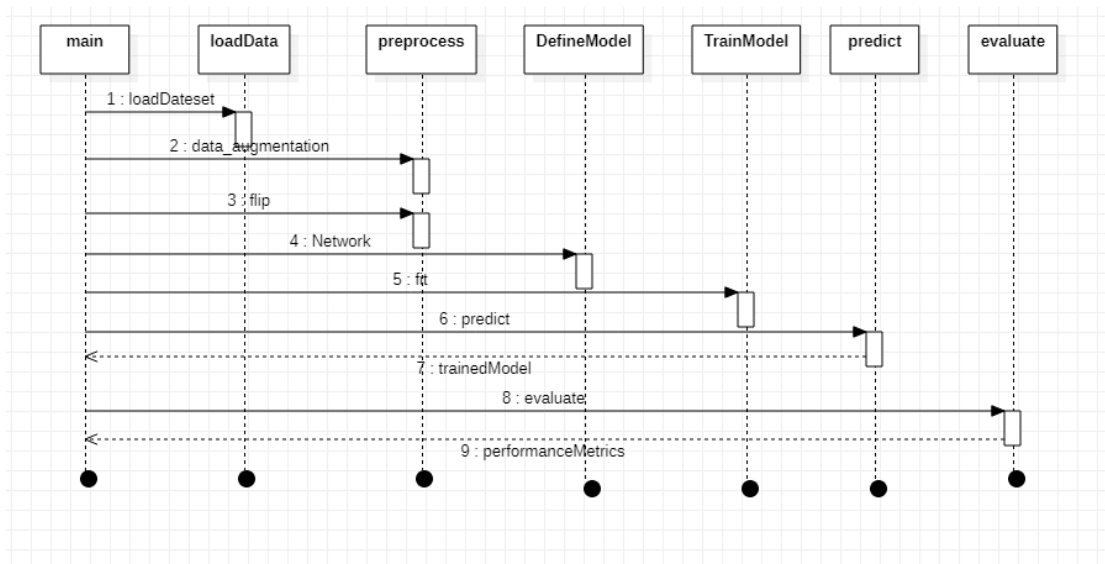 main
loadData
preprocess
DefineModel
TrainModel
predict
evaluate
1 : loadDateset
2 : data_augmentation
3 : flip
4 : Network
5 : fit
6 : predict
7 : trainedModel
8 : evaluate
9 : performanceMetrics